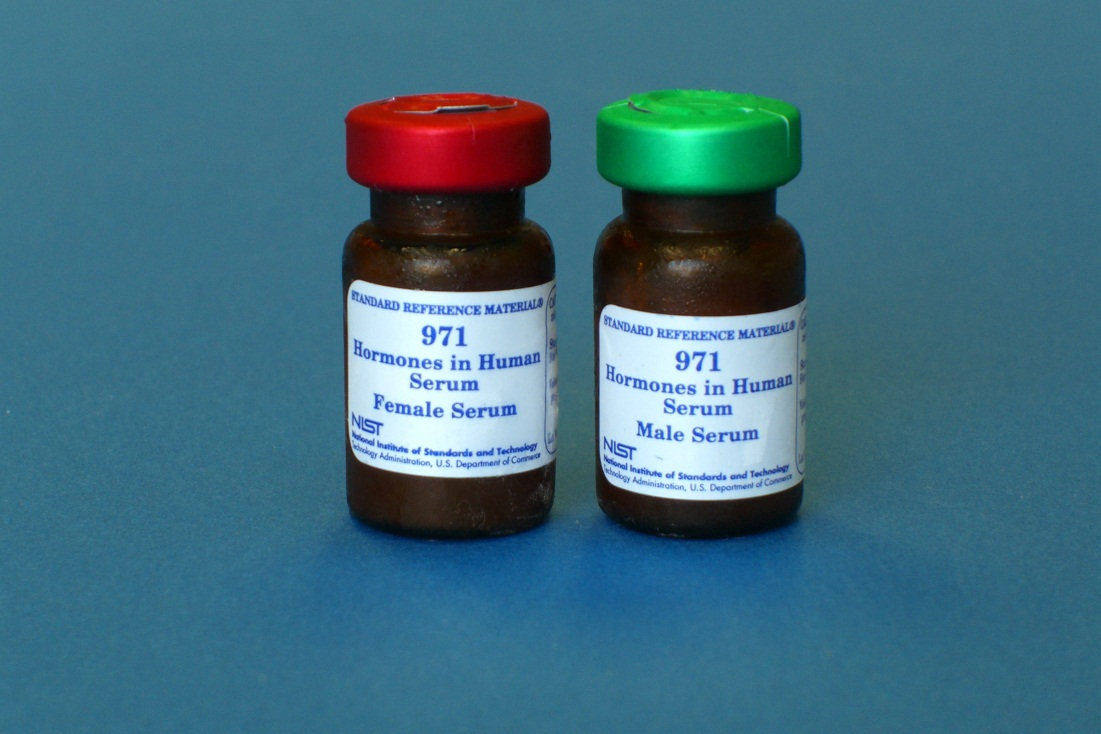 STANDARD REFERENCE MATERIALS®
971
Hormones in Human
Serum
Female Serum
NIST
National Institute of Standards and Technology
Technology Administration, U.S. Department of Commerce
STANDARD REFERENCE MATERIALS®
971
Hormones in Human
Serum
Male Serum
NIST
National Institute of Standards and Technology
Technology Administration, U.S. Department of Commerce